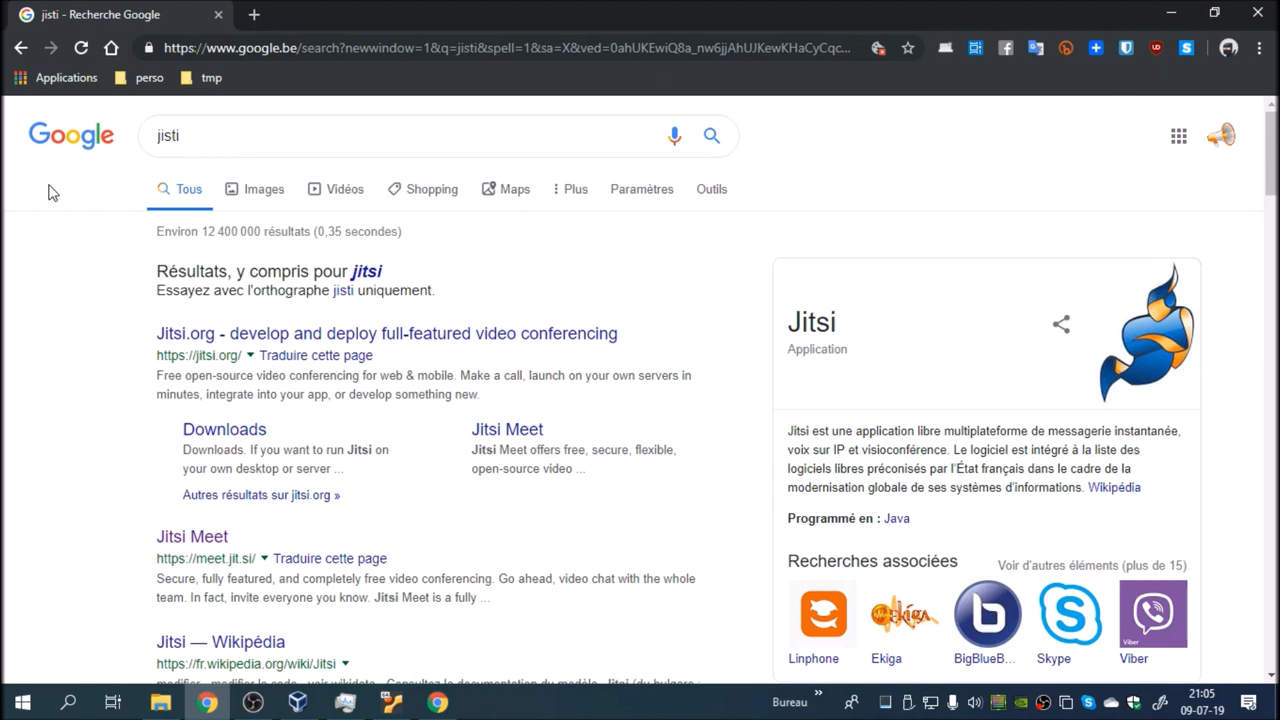 jisti - Recherche Google
https://www.google.be/search?newwindow=1&q=jisti&spell=1&sa=X&ved=0ahUKEwiQ8a_nw6jjAhUJKewKHaCyCqc...
Applications perso tmp
Google jisti
Tous Images Vidéos Shopping Maps Plus Paramètres Outils
Environ 12 400 000 résultats (0,35 secondes)
Résultats, y compris pour jitsi
Essayez avec l'orthographe jisti uniquement.
Jitsi.org - develop and deploy full-featured video conferencing
https://jitsi.org/ Traduire cette page
Free open-source video conferencing for web & mobile. Make a call, launch on your own servers in
minutes, integrate into your app, or develop something new.
Downloads
Downloads. If you want to run Jitsi on
your own desktop or server ...
Jitsi Meet
Jitsi Meet offers free, secure, flexible,
open-source video ...
Autres résultats sur jitsi.org »
Jitsi Meet
https://meet.jit.si/ Traduire cette page
Secure, fully featured, and completely free video conferencing. Go ahead, video chat with the whole
team. In fact, invite everyone you know. Jitsi Meet is a fully ...
Jitsi — Wikipédia
https://fr.wikipedia.org/wiki/Jitsi
Jitsi
Application
Jitsi est une application libre multiplateforme de messagerie instantanée,
voix sur IP et visioconférence. Le logiciel est intégré à la liste des
logiciels libres préconisés par l'État français dans le cadre de la
modernisation globale de ses systèmes d'informations. Wikipédia
Programmé en : Java
Recherches associées
Voir d'autres éléments (plus de 15)
ekiga
b
S
Viber
Linphone Ekiga BigBlueB... Skype Viber
Bureau »
21:05
09-07-19